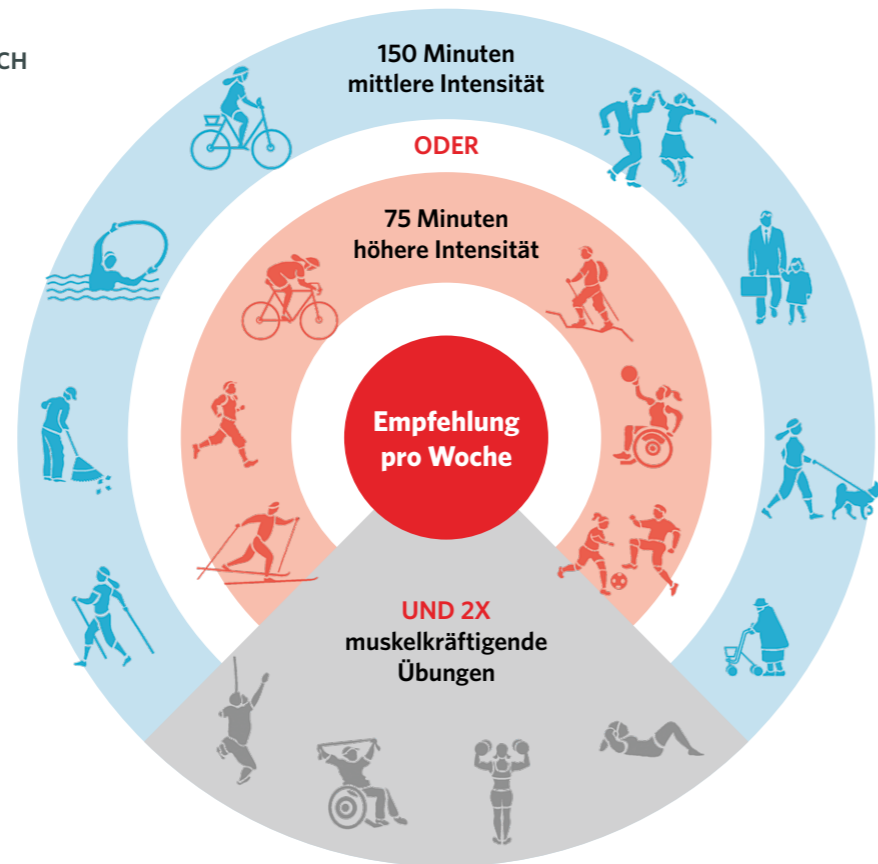 CH
150 Minuten
mittlere Intensität
ODER
75 Minuten
höhere Intensität
Empfehlung
pro Woche
UND 2X
muskelkräftigende
Übungen